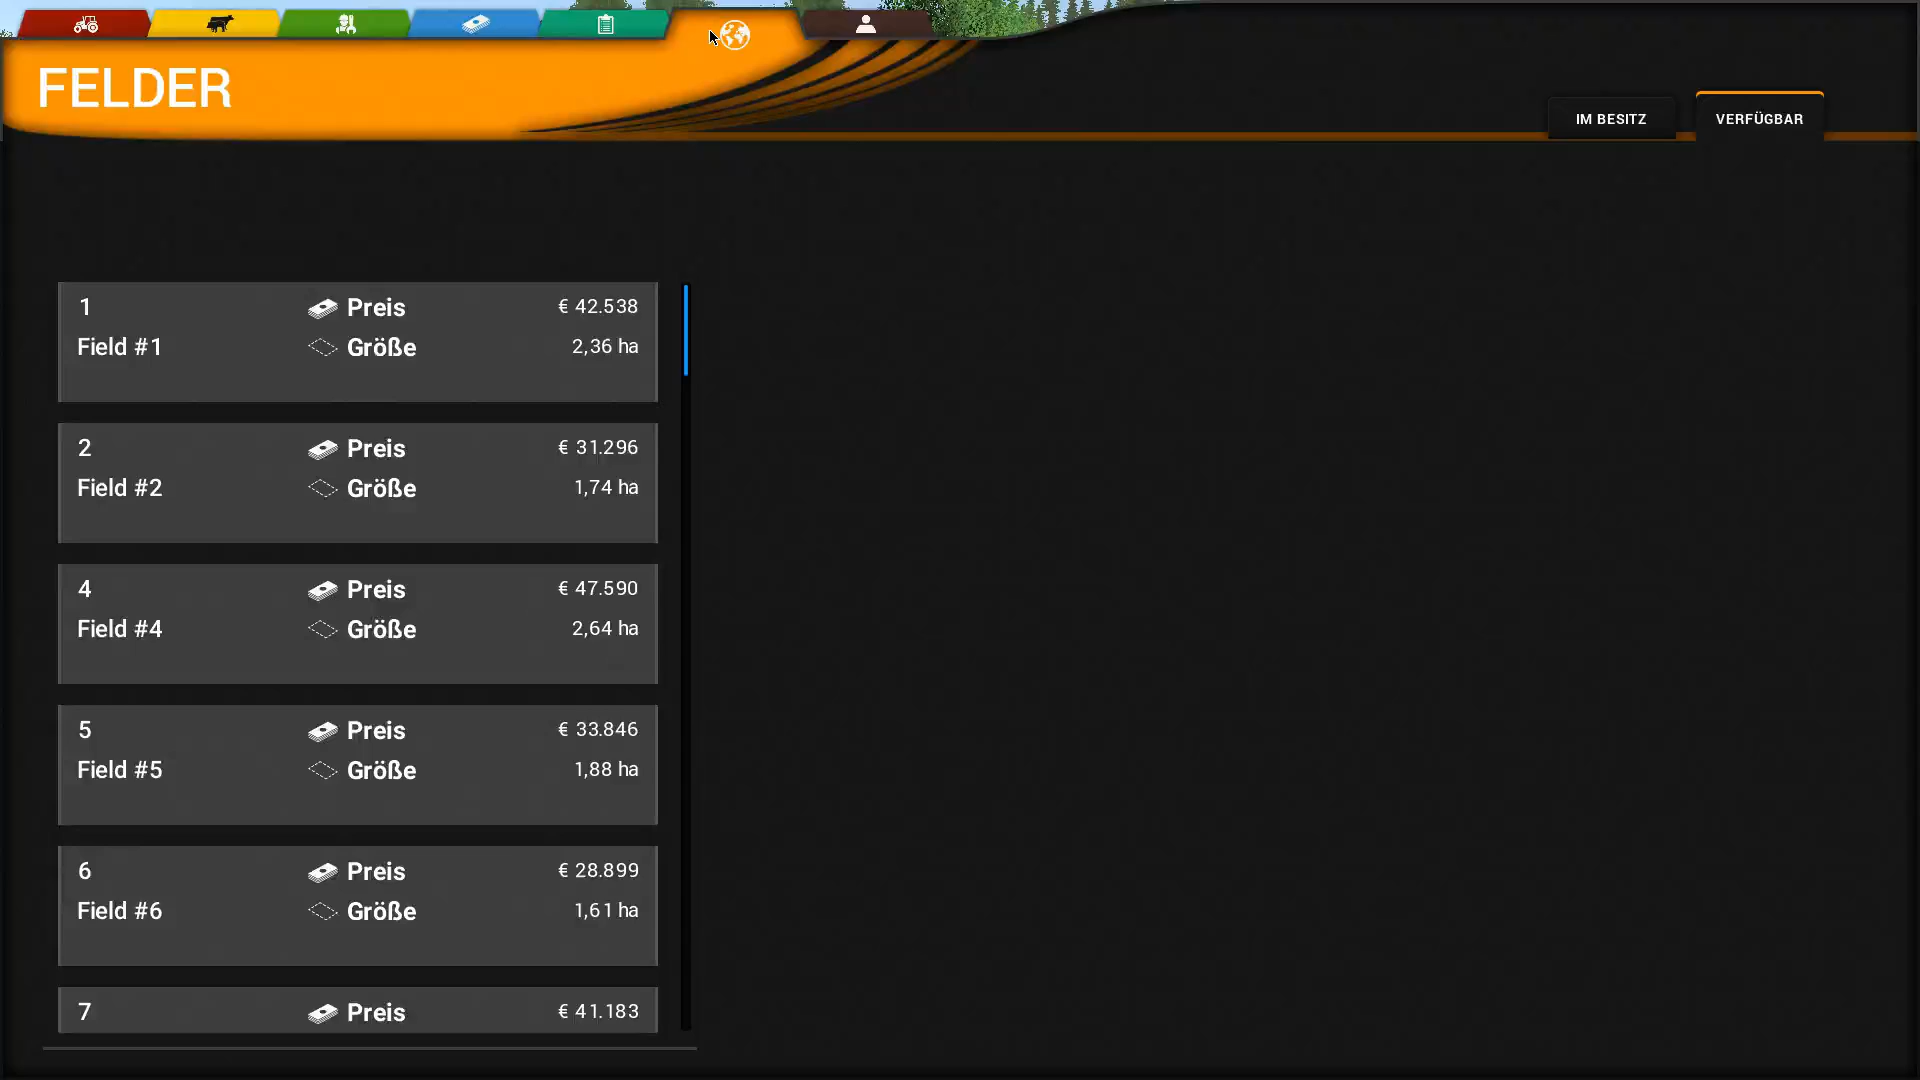 FELDER
IM BESITZ
VERFÜGBAR
1 Preis € 42.538
Field #1 Größe 2,36 ha
2 Preis € 31.296
Field #2 Größe 1,74 ha
4 Preis € 47.590
Field #4 Größe 2,64 ha
5 Preis € 33.846
Field #5 Größe 1,88 ha
6 Preis € 28.899
Field #6 Größe 1,61 ha
7 Preis € 41.183